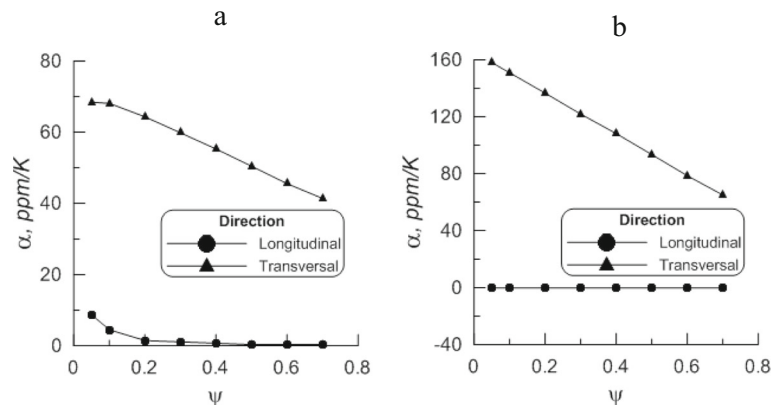 a
80
60
40
20
0
α, ppm/K
Direction
Longitudinal
Transversal
0
0.2
0.4
0.6
0.8
ψ
b
160
120
80
40
0
-40
α, ppm/K
Direction
Longitudinal
Transversal
0
0.2
0.4
0.6
0.8
ψ